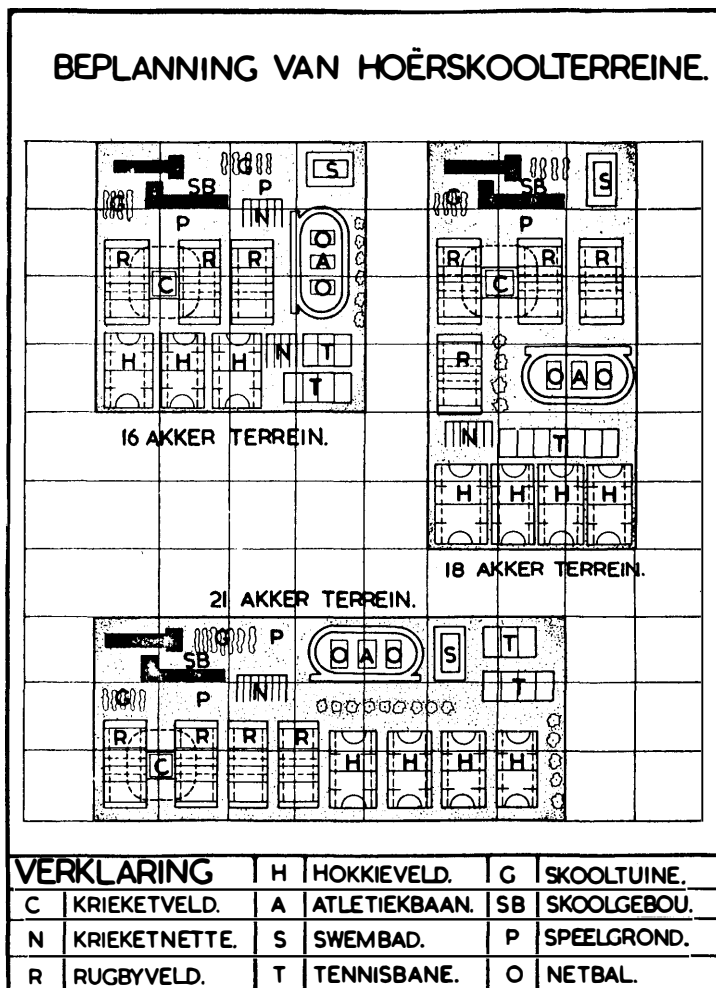 BEPLANNING VAN HOËRSKOOLTERREINE.
G S
SB P
G N
P
O
R R R A
C O
H H H N T
T
16 AKKER TERREIN.
SB S
G
P
R R R
C
R O A O
N T
H H H H
18 AKKER TERREIN.
21 AKKER TERREIN.
G P O A O S T
SB
G P N T
R R R R
C H H H H
VERKLARING H HOKKIEVELD. G SKOOLTUINE.
C KRIEKETVELD. A ATLETIEKBAAN. SB SKOOLGEBOU.
N KRIEKETNETTE. S SWEMBAD. P SPEELGROND.
R RUGBYVELD. T TENNISBANE. O NETBAL.